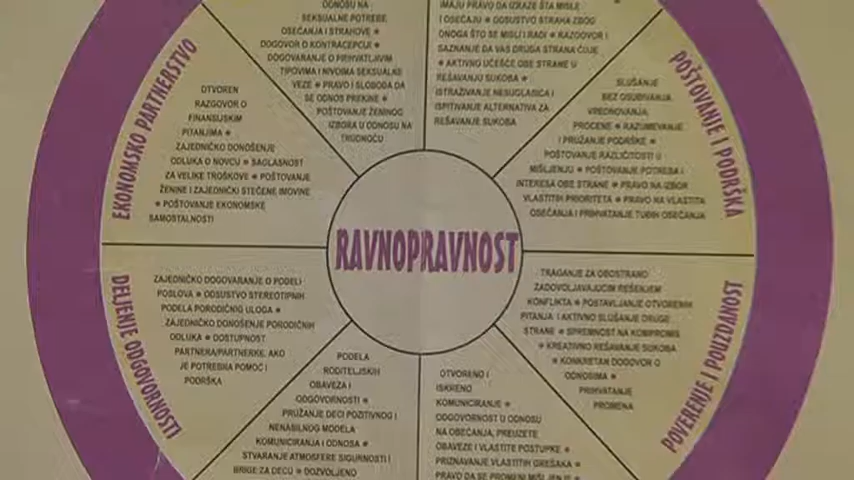 ODNOSU NA
SEKSUALNE POTREBE
OSEĆANJA I STRAHOVE *
DOGOVOR O KONTRACEPCIJI *
DOGOVARANJE O PRIHVATLJIVIM
TIPOVIMA I NIVOIMA SEKSUALNE
VEZE * PRAVO I SLOBODA DA
SE ODNOS PREKINE *
POŠTOVANJE ŽENINOG
IZBORA U ODNOSU NA
TRUDNOĆU
IMAJU PRAVO DA IZRAZE ŠTA MISLE
I OSEĆAJU * ODSUSTVO STRAHA ZBOG
ONOGA ŠTO SE MISLI I RADI * RAZGOVOR I
SAZNANJE DA VAS DRUGA STRANA ČUJE
* AKTIVNO UČEŠĆE OBE STRANE U
REŠAVANJU SUKOBA *
ISTRAŽIVANJE NESUGLASICA I
ISPITIVANJE ALTERNATIVA ZA
REŠAVANJE SUKOBA
EKONOMSKO PARTNERSTVO
OTVOREN
RAZGOVOR O
FINANSIJSKIM
PITANJIMA *
ZAJEDNIČKO DONOŠENJE
ODLUKA O NOVCU * SAGLASNOST
ZA VELIKE TROŠKOVE * POŠTOVANJE
ŽENINE I ZAJEDNIČKI STEČENE IMOVINE
* POŠTOVANJE EKONOMSKE
SAMOSTALNOSTI
POŠTOVANJE I PODRŠKA
SLUŠANJE
BEZ OSUĐIVANJA,
VREDNOVANJA,
PROCENE * RAZUMEVANJE
I PRUŽANJE PODRŠKE *
POŠTOVANJE RAZLIČITOSTI U
MIŠLJENJU * POŠTOVANJE POTREBA I
INTERESA OBE STRANE * PRAVO NA IZBOR
VLASTITIH PRIORITETA * PRAVO NA VLASTITA
OSEĆANJA I PRIHVATANJE TUĐIH OSEĆANJA
RAVNOPRAVNOST
DELJENJE ODGOVORNOSTI
ZAJEDNIČKO DOGOVARANJE O PODELI
POSLOVA * ODSUSTVO STEREOTIPNIH
PODELA PORODIČNIH ULOGA *
ZAJEDNIČKO DONOŠENJE PORODIČNIH
ODLUKA * DOSTUPNOST
PARTNERA/PARTNERKE, AKO
JE POTREBNA POMOĆ I
PODRŠKA
POVERENJE I POUZDANOST
TRAGANJE ZA OBOSTRANO
ZADOVOLJAVAJUĆIM REŠENJEM
KONFLIKTA * POSTAVLJANJE OTVORENIH
PITANJA I AKTIVNO SLUŠANJE DRUGE
STRANE * SPREMNOST NA KOMPROMIS
* KREATIVNO REŠAVANJE SUKOBA
* KONKRETAN DOGOVOR O
ODNOSIMA *
PRIHVATANJE
PROMENA
PODELA
RODITELJSKIH
OBAVEZA I
ODGOVORNOSTI *
PRUŽANJE DECI POZITIVNOG I
NENASILNOG MODELA
KOMUNICIRANJA I ODNOSA *
STVARANJE ATMOSFERE SIGURNOSTI I
BRIGE ZA DECU * DOZVOLJENO
OTVORENO I
ISKRENO
KOMUNICIRANJE *
ODGOVORNOST U ODNOSU
NA OBEĆANJA, PREUZETE
OBAVEZE I VLASTITE POSTUPKE *
PRIZNAVANJE VLASTITIH GREŠAKA *
PRAVO DA SE PROMENI MIŠLJENJE *